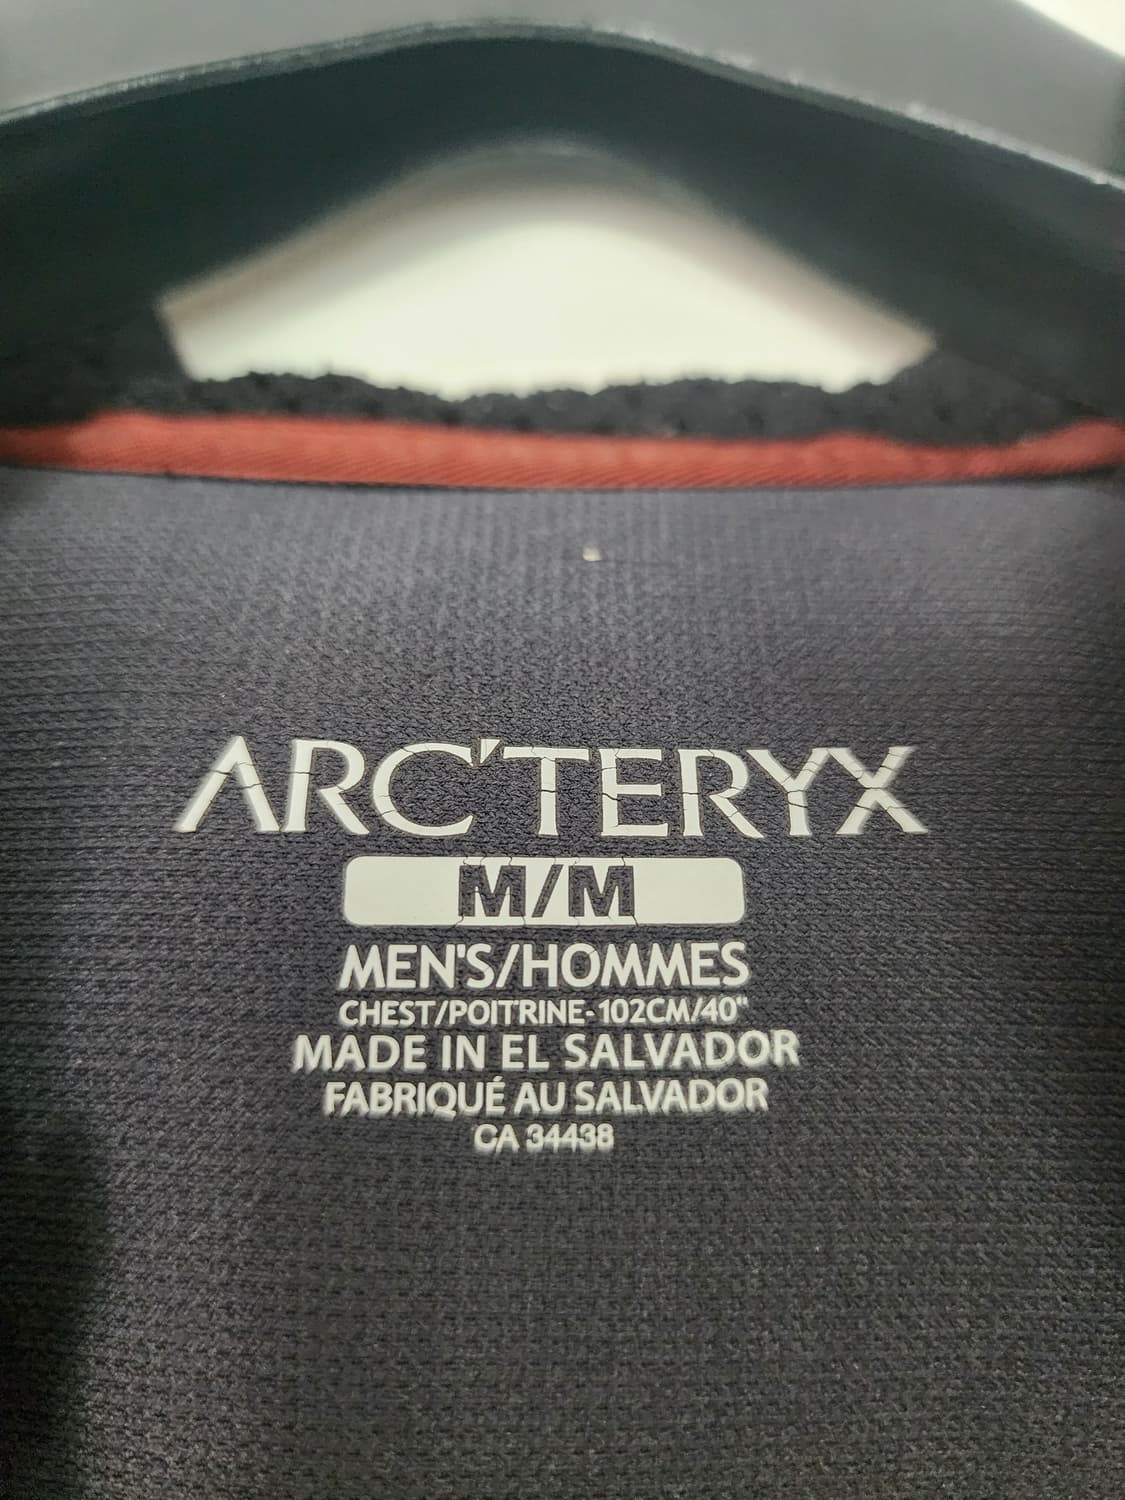 ARC'TERYX
M/M
MEN'S/HOMMES
CHEST/POITRINE-102CM/40"
MADE IN EL SALVADOR
FABRIQUÉ AU SALVADOR
CA 34438